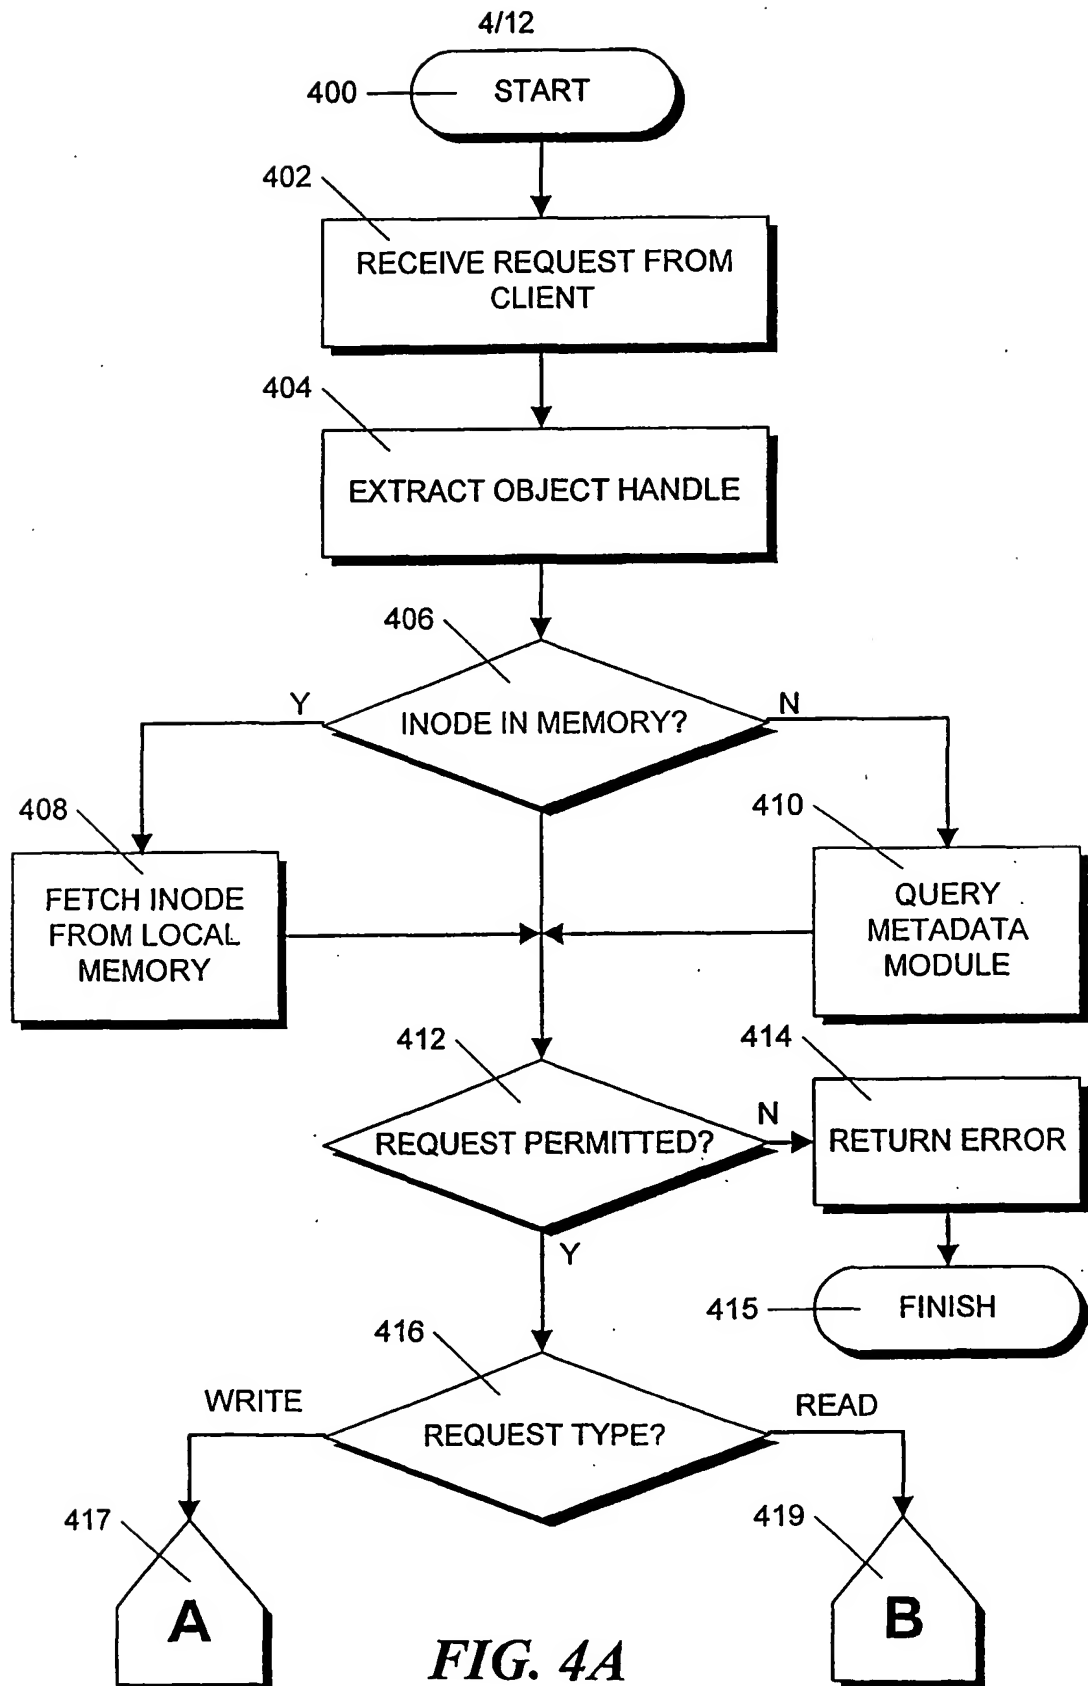 4/12
400
START
402
RECEIVE REQUEST FROM
CLIENT
404
EXTRACT OBJECT HANDLE
406
Y
INODE IN MEMORY?
N
408
FETCH INODE
FROM LOCAL
MEMORY
410
QUERY
METADATA
MODULE
412
REQUEST PERMITTED?
N
414
RETURN ERROR
Y
415
FINISH
416
WRITE
REQUEST TYPE?
READ
417
A
419
B
FIG. 4A